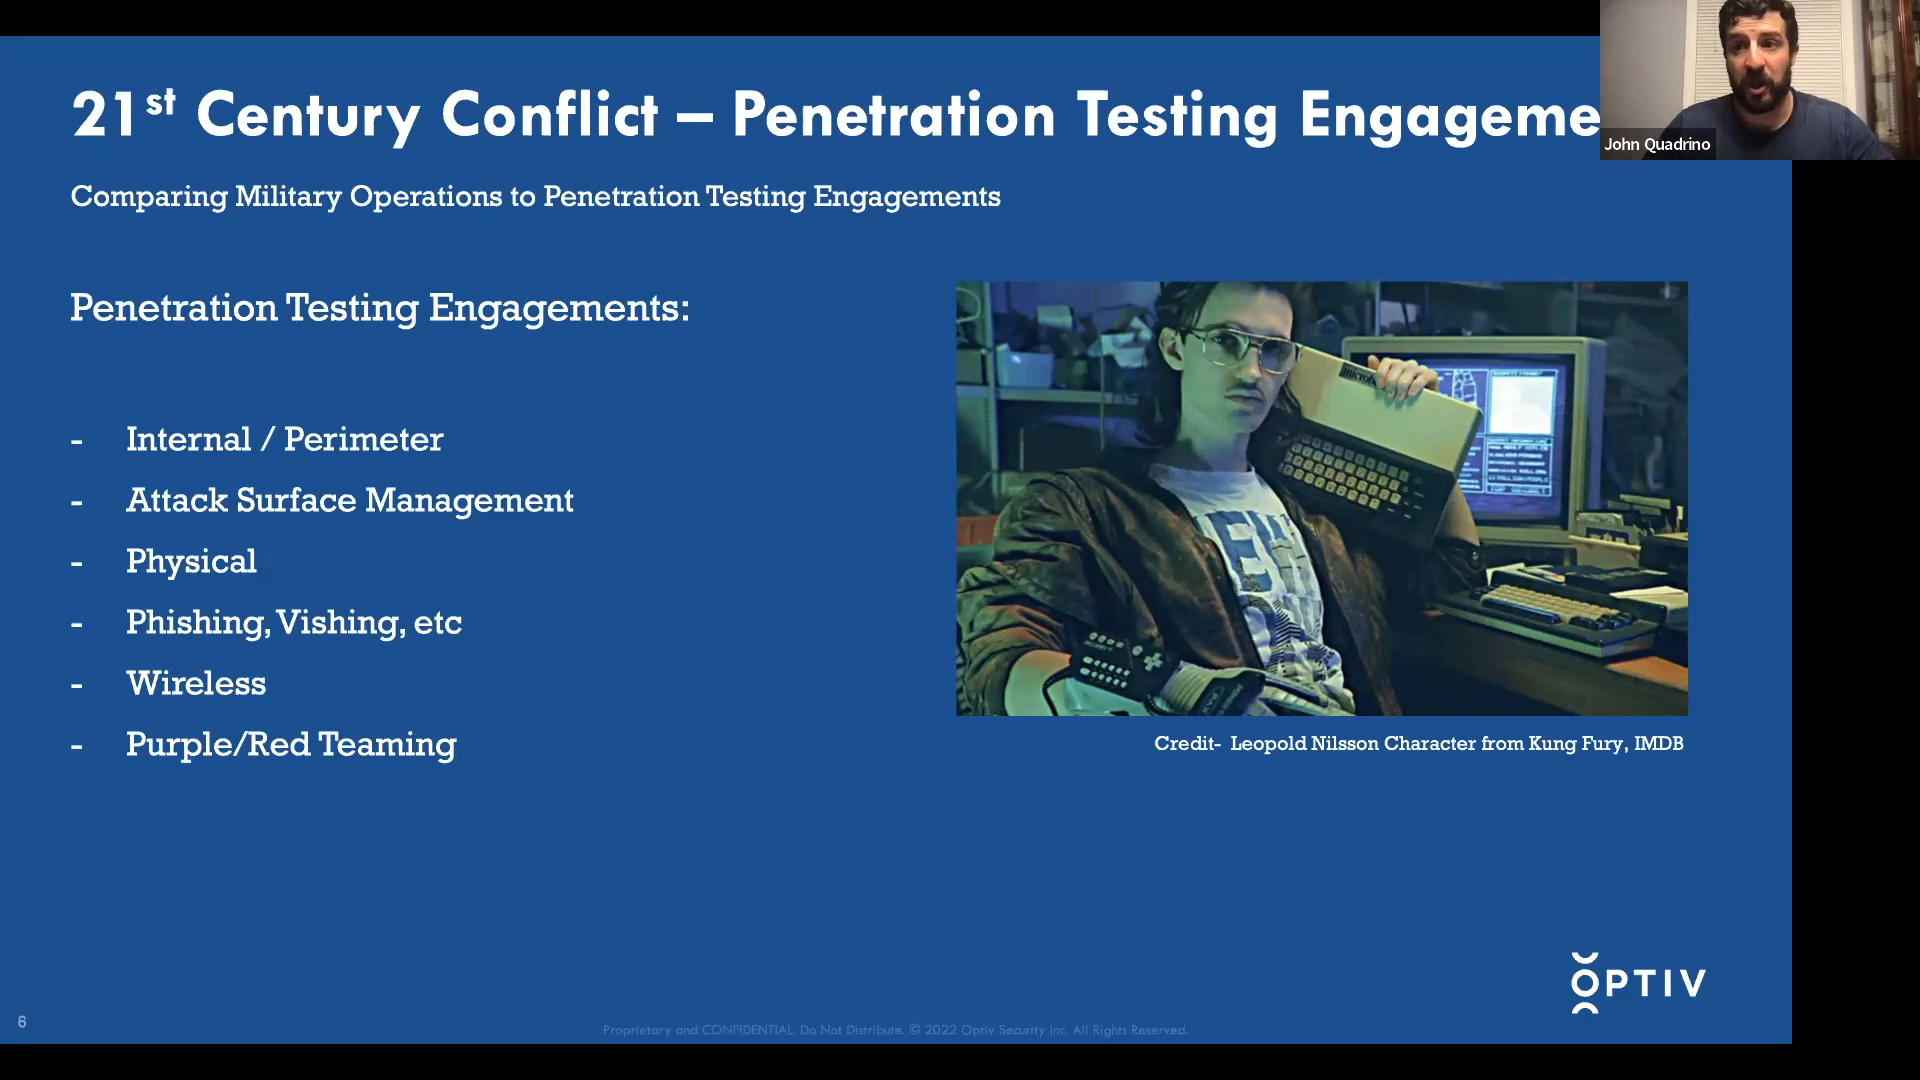 21st Century Conflict – Penetration Testing Engageme
John Quadrino
Comparing Military Operations to Penetration Testing Engagements
Penetration Testing Engagements:
- Internal / Perimeter
- Attack Surface Management
- Physical
- Phishing, Vishing, etc
- Wireless
- Purple/Red Teaming
Credit- Leopold Nilsson Character from Kung Fury, IMDB
OPTIV
6
Proprietary and CONFIDENTIAL. Do Not Distribute. © 2022 Optiv Security Inc. All Rights Reserved.